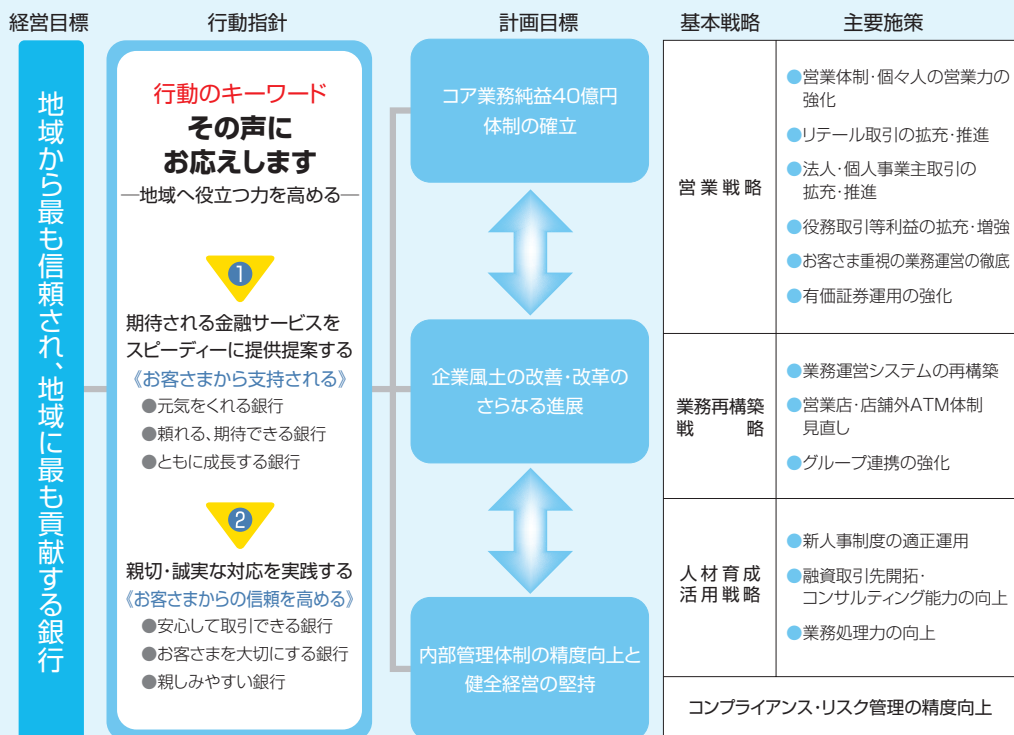 経営目標
行動指針
計画目標
基本戦略
主要施策
地域から最も信頼され、地域に最も貢献する銀行
行動のキーワード
その声に
お応えします
―地域へ役立つ力を高める―
1
期待される金融サービスを
スピーディーに提供提案する
《お客さまから支持される》
●元気をくれる銀行
●頼れる、期待できる銀行
●ともに成長する銀行
2
親切・誠実な対応を実践する
《お客さまからの信頼を高める》
●安心して取引できる銀行
●お客さまを大切にする銀行
●親しみやすい銀行
コア業務純益40億円
体制の確立
企業風土の改善・改革の
さらなる進展
内部管理体制の精度向上と
健全経営の堅持
営業戦略
●営業体制・個々人の営業力の
強化
●リテール取引の拡充・推進
●法人・個人事業主取引の
拡充・推進
●役務取引等利益の拡充・増強
●お客さま重視の業務運営の徹底
●有価証券運用の強化
業務再構築
戦略
●業務運営システムの再構築
●営業店・店舗外ATM体制
見直し
●グループ連携の強化
人材育成
活用戦略
●新人事制度の適正運用
●融資取引先開拓・
コンサルティング能力の向上
●業務処理力の向上
コンプライアンス・リスク管理の精度向上